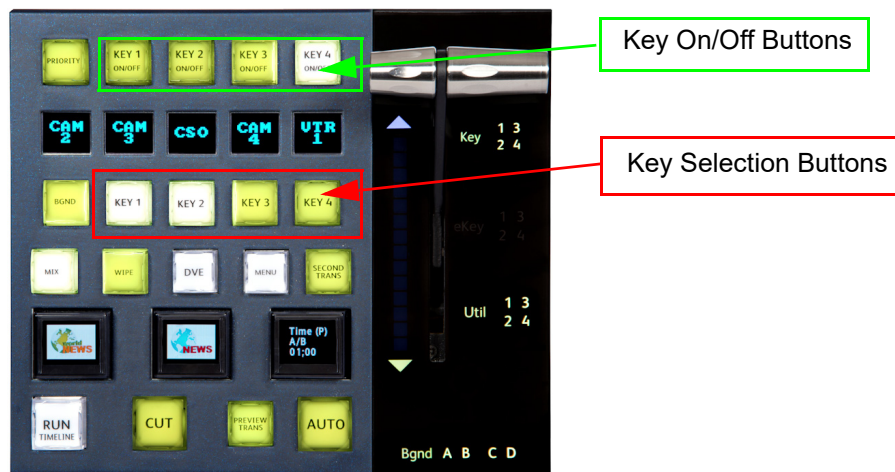 Key On/Off Buttons
PRIORITY
KEY 1 ON/OFF
KEY 2 ON/OFF
KEY 3 ON/OFF
KEY 4
CAM 2
CAM 3
CSO
CAM 4
VTR 1
Key 1 3
2 4
Key Selection Buttons
BGND
KEY 1
KEY 2
KEY 3
KEY 4
eKey 1 3
2 4
MIX
WIPE
DVE
MENU
SECOND TRANS
Util 1 3
2 4
world NEWS
NEWS
Time (P)
A/B
01;00
RUN TIMELINE
CUT
PREVIEW TRANS
AUTO
Bgnd A B C D